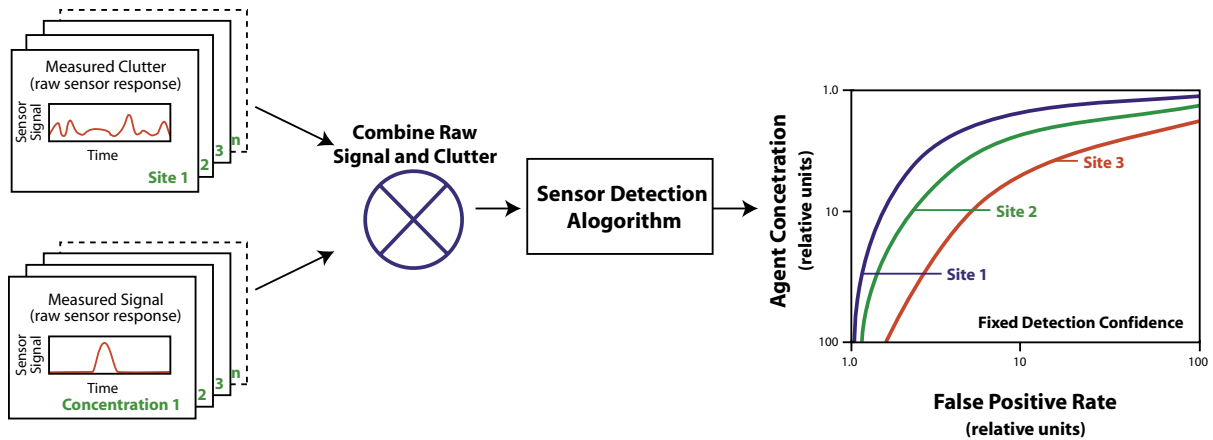 Measured Clutter
(raw sensor response)
Sensor
Signal
Time
Site 1
2
3
n
Measured Signal
(raw sensor response)
Sensor
Signal
Time
Concentration 1
2
3
n
Combine Raw
Signal and Clutter
Sensor Detection
Alogorithm
Agent Concetration
(relative units)
1.0
10
100
Site 3
Site 2
Site 1
Fixed Detection Confidence
1.0
10
100
False Positive Rate
(relative units)